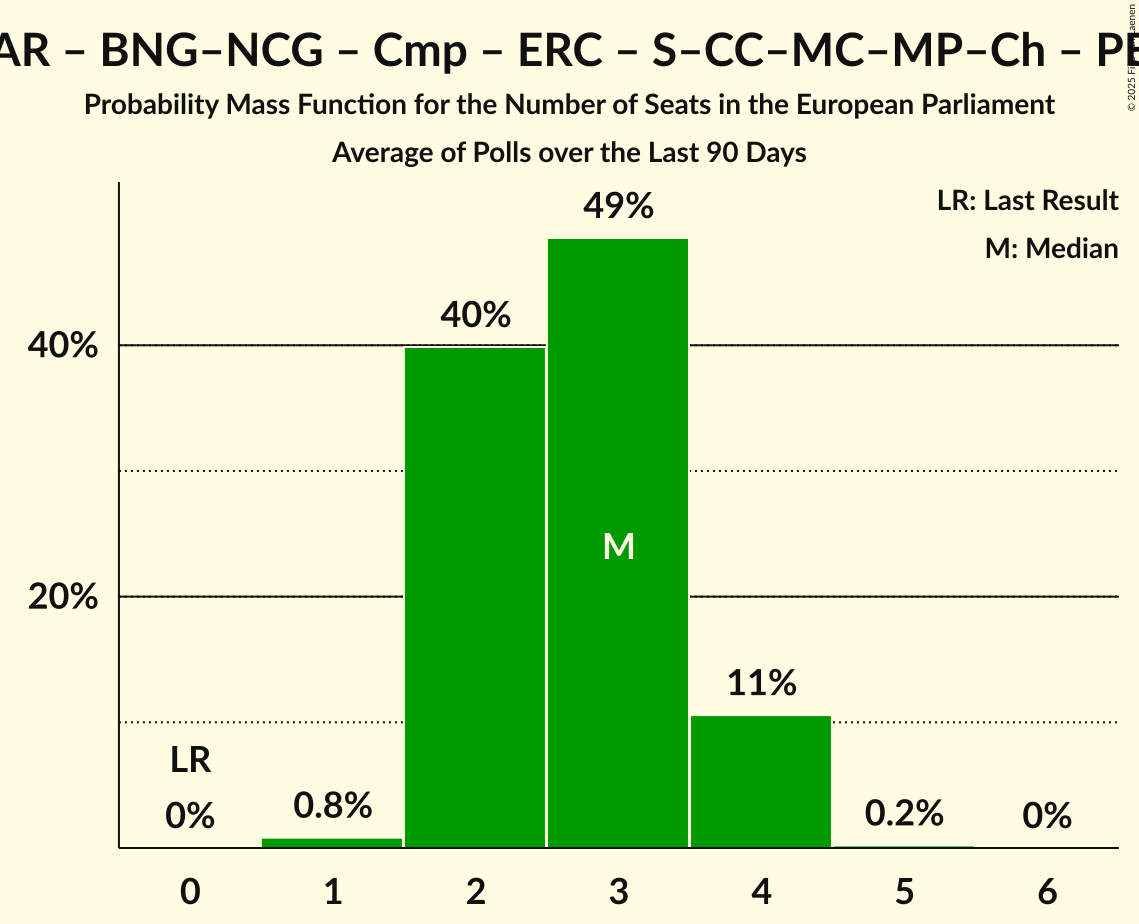 AR – BNG–NCG – Cmp – ERC – S–CC–MC–MP–Ch – PE
Probability Mass Function for the Number of Seats in the European Parliament
Average of Polls over the Last 90 Days
LR: Last Result
M: Median
49%
40%
40%
M
20%
11%
LR
0%
0.8%
0.2%
0%
0 1 2 3 4 5 6
© 2025